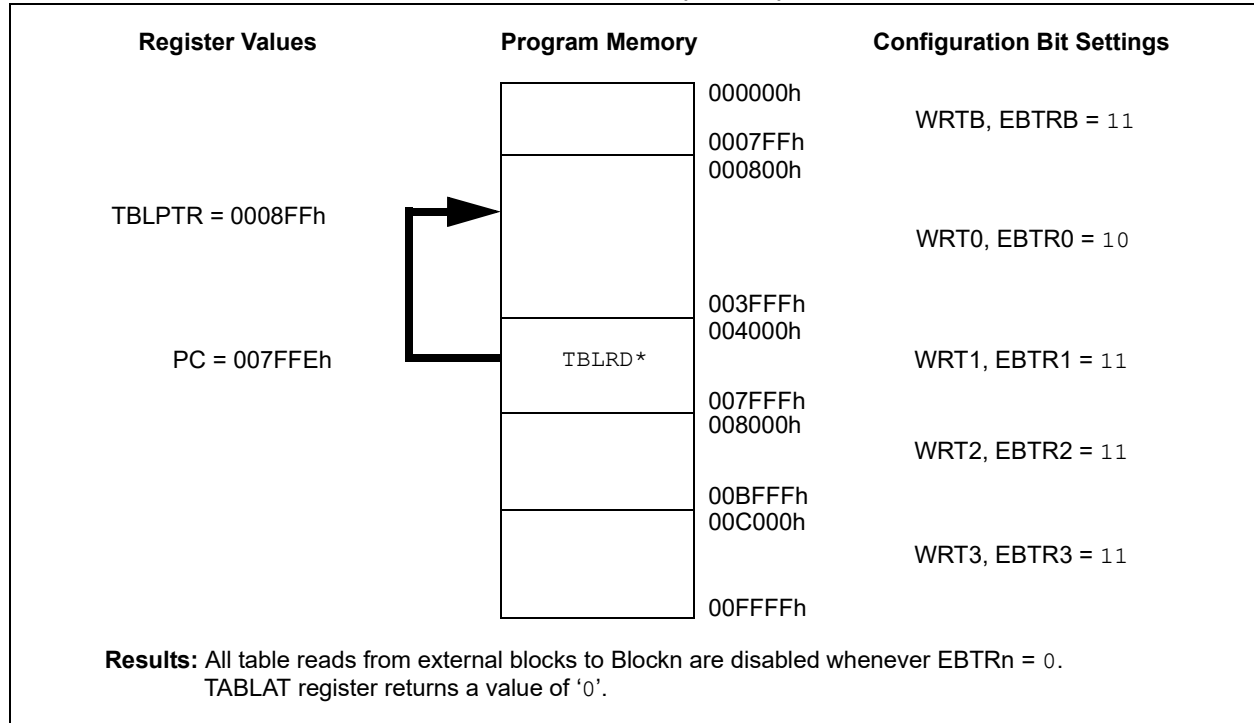 Register Values Program Memory Configuration Bit Settings
000000h
WRTB, EBTRB = 11
0007FFh
000800h
TBLPTR = 0008FFh
WRT0, EBTR0 = 10
003FFFh
004000h
PC = 007FFEh TBLRD* WRT1, EBTR1 = 11
007FFFh
008000h
WRT2, EBTR2 = 11
00BFFFh
00C000h
WRT3, EBTR3 = 11
00FFFFh
Results: All table reads from external blocks to Blockn are disabled whenever EBTRn = 0.
TABLAT register returns a value of ‘0’.